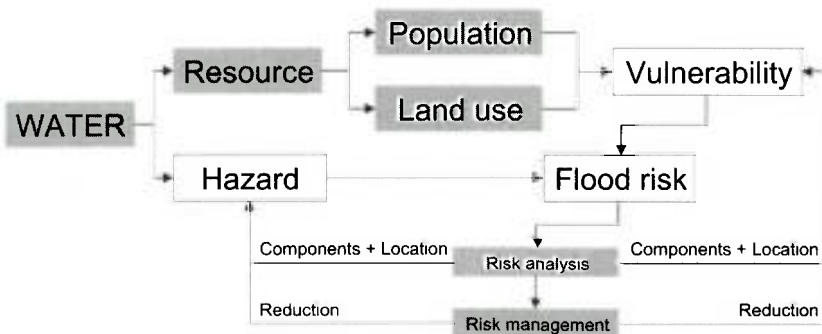 Population
Resource
Vulnerability
Land use
WATER
Hazard
Flood risk
Components + Location
Components + Location
Risk analysis
Reduction
Reduction
Risk management